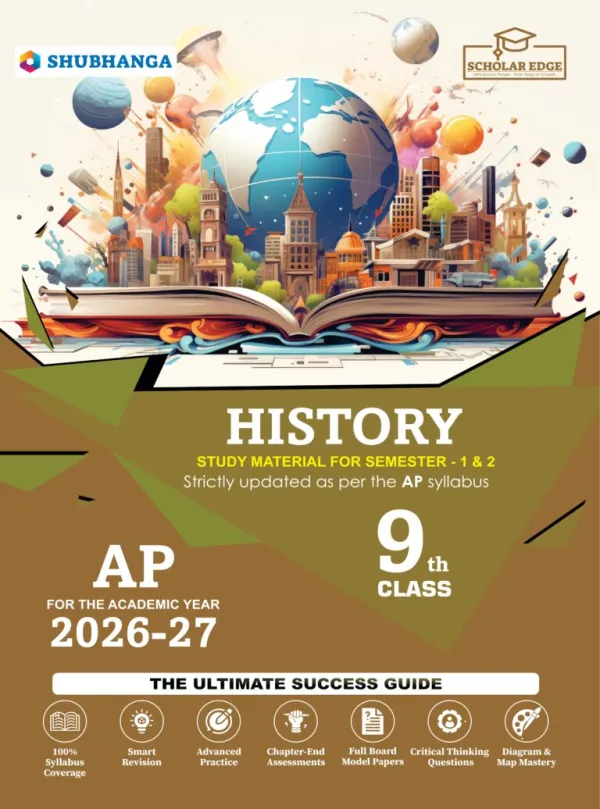 SHUBHANGA
SCHOLAR EDGE
HISTORY
STUDY MATERIAL FOR SEMESTER - 1 & 2
Strictly updated as per the AP syllabus
9th
CLASS
AP
FOR THE ACADEMIC YEAR
2026-27
THE ULTIMATE SUCCESS GUIDE
100%
Syllabus
Coverage
Smart
Revision
Advanced
Practice
Chapter-End
Assessments
Full Board
Model Papers
Critical Thinking
Questions
Diagram &
Map Mastery